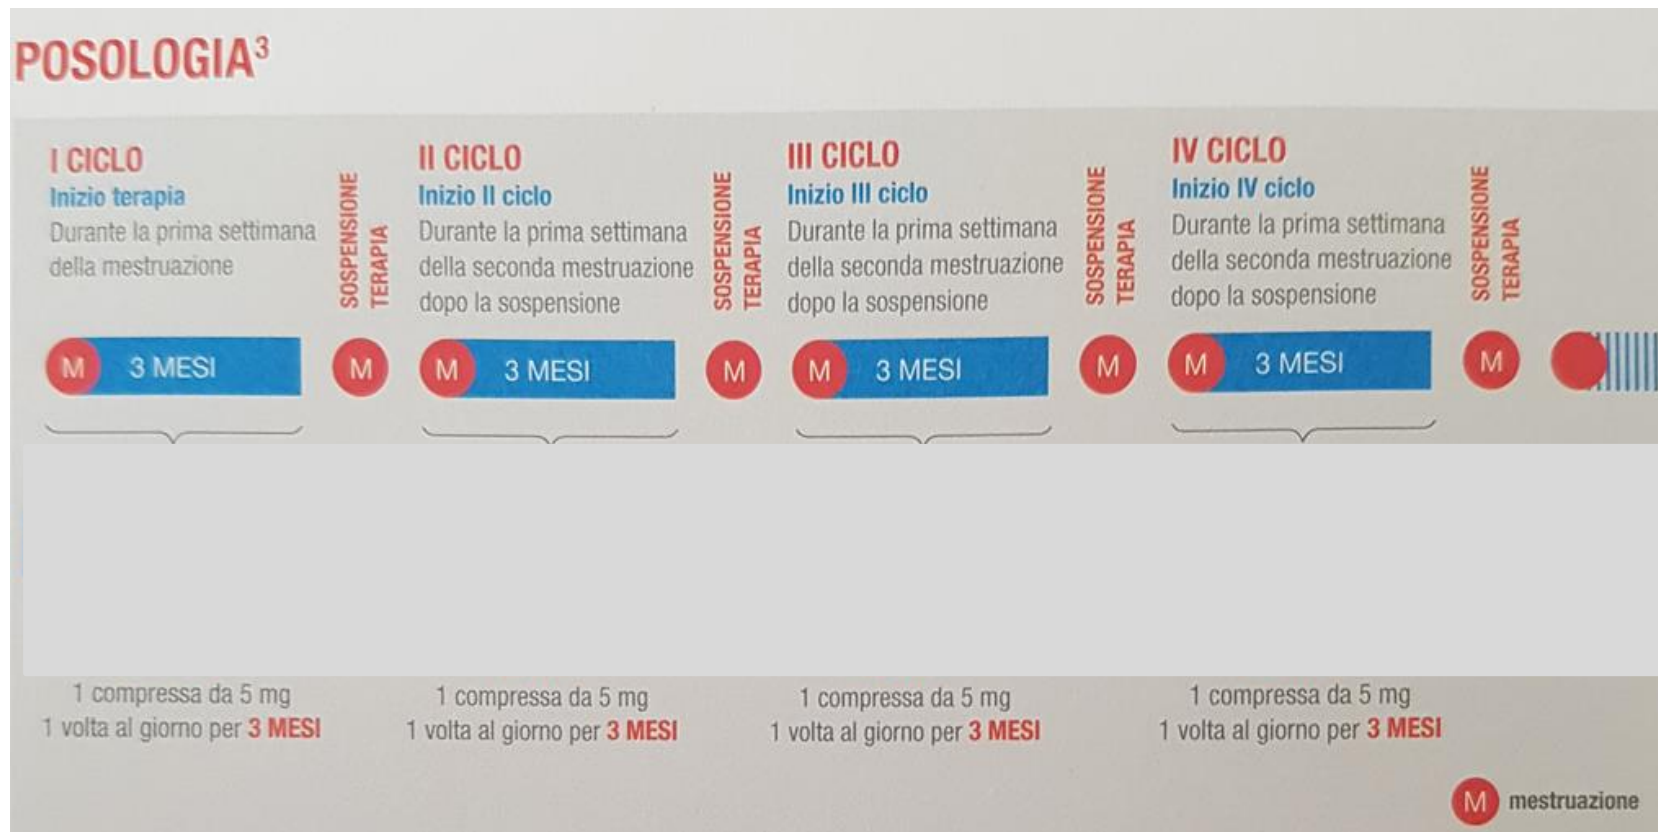 POSOLOGIA³
I CICLO
Inizio terapia
Durante la prima settimana
della mestruazione
SOSPENSIONE
TERAPIA
II CICLO
Inizio II ciclo
Durante la prima settimana
della seconda mestruazione
dopo la sospensione
SOSPENSIONE
TERAPIA
III CICLO
Inizio III ciclo
Durante la prima settimana
della seconda mestruazione
dopo la sospensione
SOSPENSIONE
TERAPIA
IV CICLO
Inizio IV ciclo
Durante la prima settimana
della seconda mestruazione
dopo la sospensione
SOSPENSIONE
TERAPIA
M 3 MESI
M
M 3 MESI
M
M 3 MESI
M
M 3 MESI
M
1 compressa da 5 mg
1 volta al giorno per 3 MESI
1 compressa da 5 mg
1 volta al giorno per 3 MESI
1 compressa da 5 mg
1 volta al giorno per 3 MESI
1 compressa da 5 mg
1 volta al giorno per 3 MESI
M mestruazione